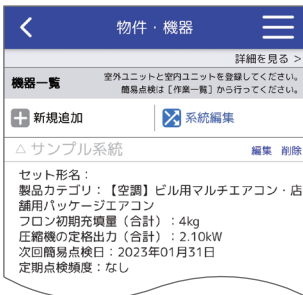 物件・機器
詳細を見る >
機器一覧
室外ユニットと室内ユニットを登録してください。
簡易点検は［作業一覧］から行ってください。
新規追加
系統編集
△ サンプル系統
編集 削除
セット形名：
製品カテゴリ：【空調】ビル用マルチエアコン・店
舗用パッケージエアコン
フロン初期充填量（合計）：4kg
圧縮機の定格出力（合計）：2.10kW
次回簡易点検日：2023年01月31日
定期点検頻度：なし